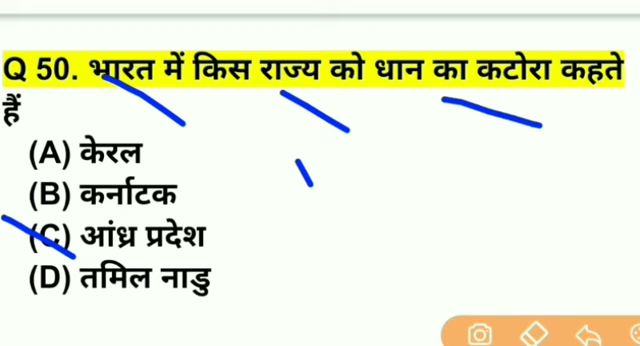 Q 50. भारत में किस राज्य को धान का कटोरा कहते
हैं
(A) केरल
(B) कर्नाटक
(C) आंध्र प्रदेश
(D) तमिल नाडु